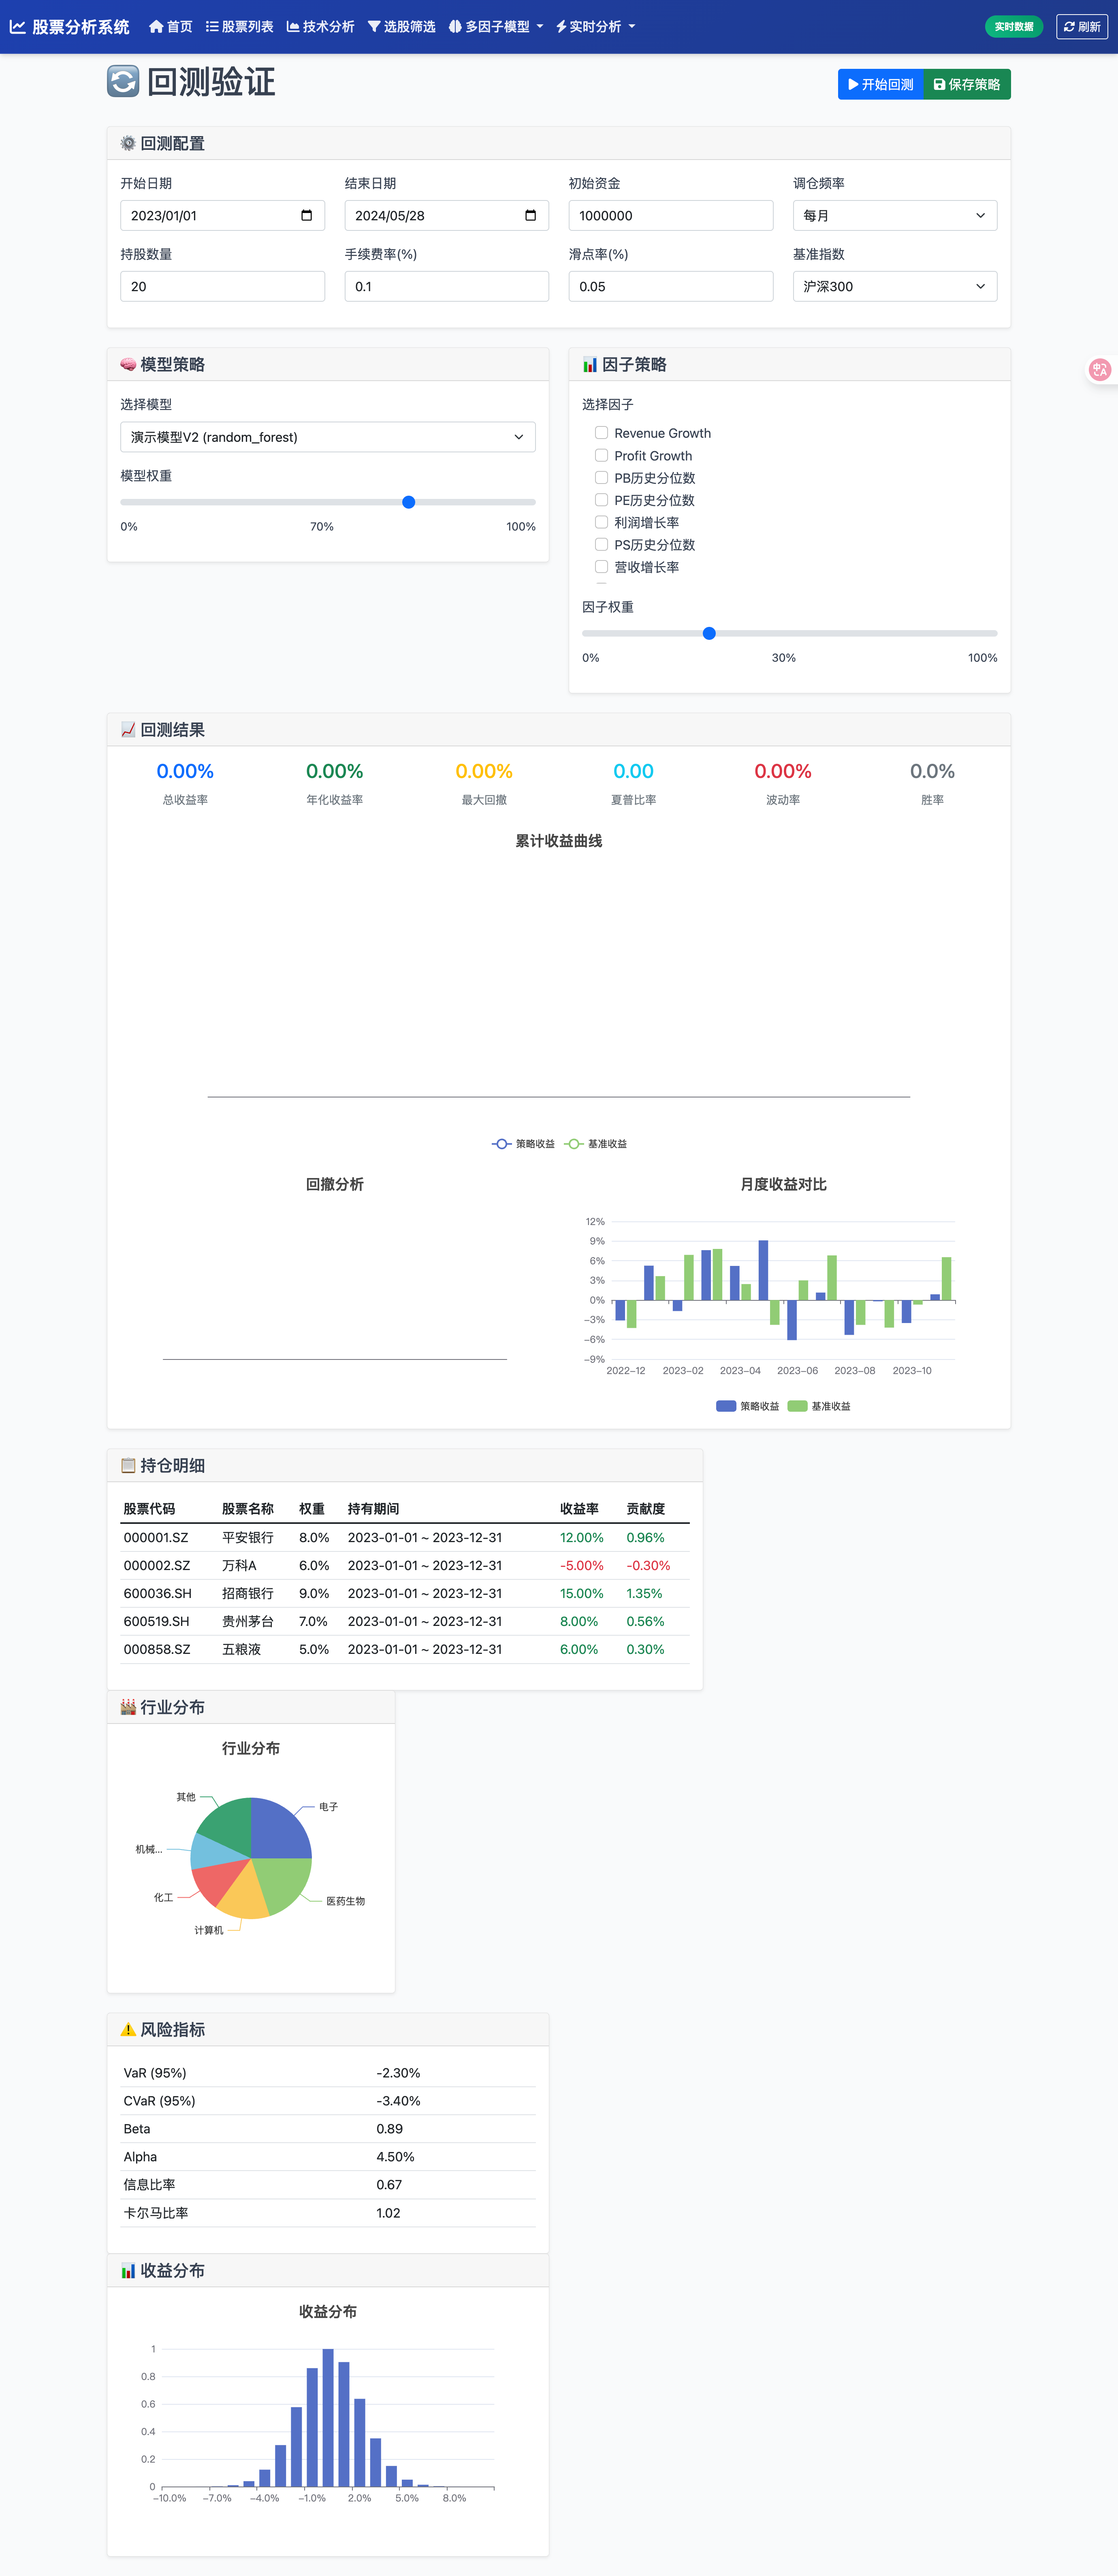 股票分析系统 首页 股票列表 技术分析 选股筛选 多因子模型 实时分析 实时数据 刷新
回测验证 开始回测 保存策略
回测配置
开始日期 结束日期 初始资金 调仓频率
2023/01/01 2024/05/28 1000000 每月
持股数量 手续费率(%) 滑点率(%) 基准指数
20 0.1 0.05 沪深300
模型策略
选择模型
演示模型V2 (random_forest)
模型权重
0% 70% 100%
因子策略
选择因子
Revenue Growth
Profit Growth
PB历史分位数
PE历史分位数
利润增长率
PS历史分位数
营收增长率
因子权重
0% 30% 100%
回测结果
0.00% 0.00% 0.00% 0.00 0.00% 0.0%
总收益率 年化收益率 最大回撤 夏普比率 波动率 胜率
累计收益曲线
策略收益 基准收益
回撤分析
月度收益对比
12%
9%
6%
3%
0%
-3%
-6%
-9%
2022-12 2023-02 2023-04 2023-06 2023-08 2023-10
策略收益 基准收益
持仓明细
股票代码 股票名称 权重 持有期间 收益率 贡献度
000001.SZ 平安银行 8.0% 2023-01-01 ~ 2023-12-31 12.00% 0.96%
000002.SZ 万科A 6.0% 2023-01-01 ~ 2023-12-31 -5.00% -0.30%
600036.SH 招商银行 9.0% 2023-01-01 ~ 2023-12-31 15.00% 1.35%
600519.SH 贵州茅台 7.0% 2023-01-01 ~ 2023-12-31 8.00% 0.56%
000858.SZ 五粮液 5.0% 2023-01-01 ~ 2023-12-31 6.00% 0.30%
行业分布
行业分布
其他
电子
机械...
化工
医药生物
计算机
风险指标
VaR (95%) -2.30%
CVaR (95%) -3.40%
Beta 0.89
Alpha 4.50%
信息比率 0.67
卡尔马比率 1.02
收益分布
收益分布
1
0.8
0.6
0.4
0.2
0
-10.0% -7.0% -4.0% -1.0% 2.0% 5.0% 8.0%